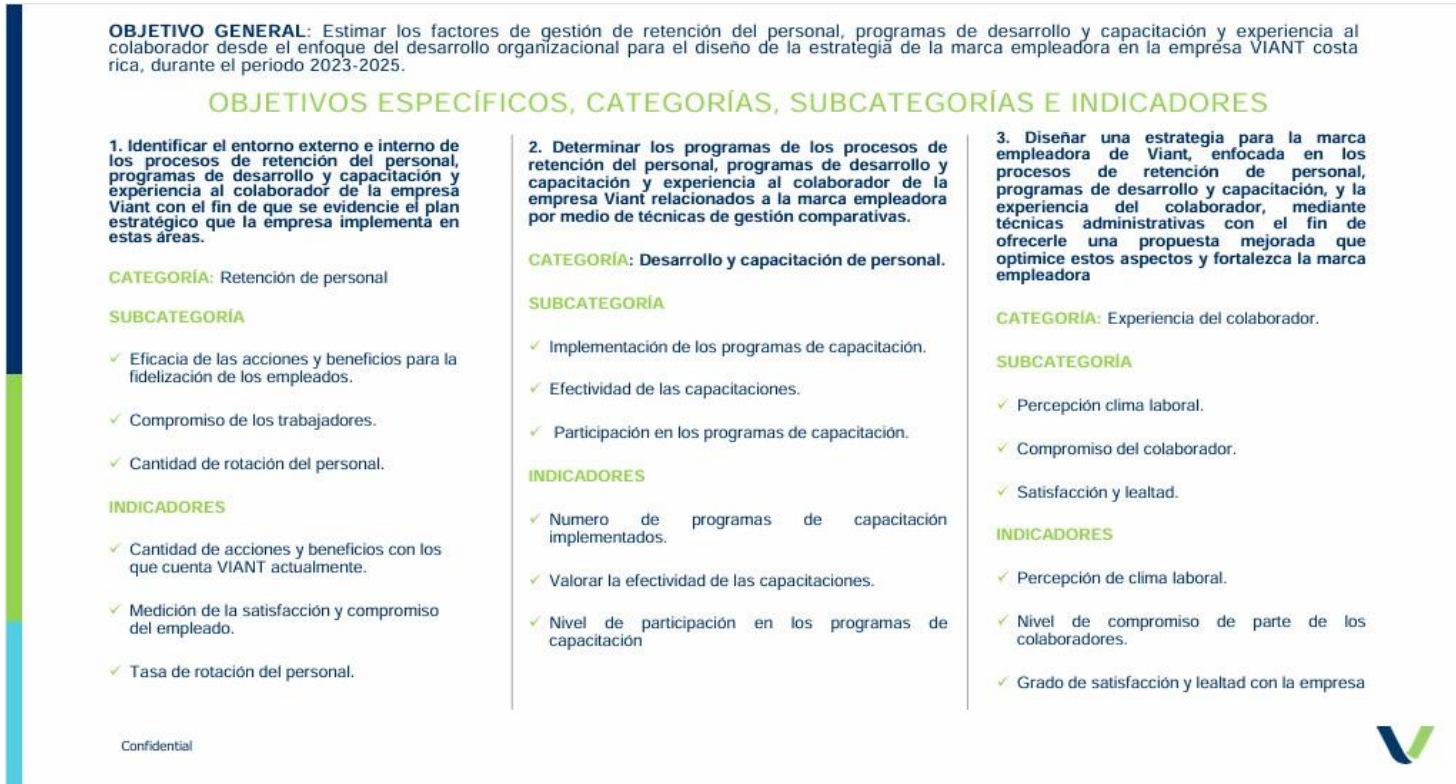 OBJETIVO GENERAL: Estimar los factores de gestión de retención del personal, programas de desarrollo y capacitación y experiencia al
colaborador desde el enfoque del desarrollo organizacional para el diseño de la estrategia de la marca empleadora en la empresa VIANT costa
rica, durante el periodo 2023-2025.
OBJETIVOS ESPECÍFICOS, CATEGORÍAS, SUBCATEGORÍAS E INDICADORES
1. Identificar el entorno externo e interno de
los procesos de retención del personal,
programas de desarrollo y capacitación y
experiencia al colaborador de la empresa
Viant con el fin de que se evidencie el plan
estratégico que la empresa implementa en
estas áreas.
CATEGORÍA: Retención de personal
SUBCATEGORÍA
✓ Eficacia de las acciones y beneficios para la
fidelización de los empleados.
✓ Compromiso de los trabajadores.
✓ Cantidad de rotación del personal.
INDICADORES
✓ Cantidad de acciones y beneficios con los
que cuenta VIANT actualmente.
✓ Medición de la satisfacción y compromiso
del empleado.
✓ Tasa de rotación del personal.
2. Determinar los programas de los procesos de
retención del personal, programas de desarrollo y
capacitación y experiencia al colaborador de la
empresa Viant relacionados a la marca empleadora
por medio de técnicas de gestión comparativas.
CATEGORÍA: Desarrollo y capacitación de personal.
SUBCATEGORÍA
✓ Implementación de los programas de capacitación.
✓ Efectividad de las capacitaciones.
✓ Participación en los programas de capacitación.
INDICADORES
✓ Numero de programas de capacitación
implementados.
✓ Valorar la efectividad de las capacitaciones.
✓ Nivel de participación en los programas de
capacitación
3. Diseñar una estrategia para la marca
empleadora de Viant, enfocada en los
procesos de retención de personal,
programas de desarrollo y capacitación, y la
experiencia del colaborador, mediante
técnicas administrativas con el fin de
ofrecerle una propuesta mejorada que
optimice estos aspectos y fortalezca la marca
empleadora
CATEGORÍA: Experiencia del colaborador.
SUBCATEGORÍA
✓ Percepción clima laboral.
✓ Compromiso del colaborador.
✓ Satisfacción y lealtad.
INDICADORES
✓ Percepción de clima laboral.
✓ Nivel de compromiso de parte de los
colaboradores.
✓ Grado de satisfacción y lealtad con la empresa
Confidential